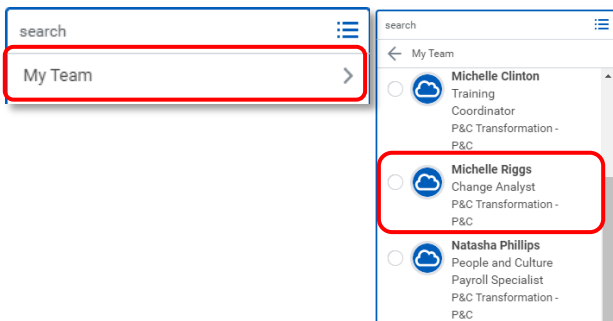 search
My Team
search
My Team
Michelle Clinton
Training
Coordinator
P&C Transformation -
P&C
Michelle Riggs
Change Analyst
P&C Transformation -
P&C
Natasha Phillips
People and Culture
Payroll Specialist
P&C Transformation -
P&C